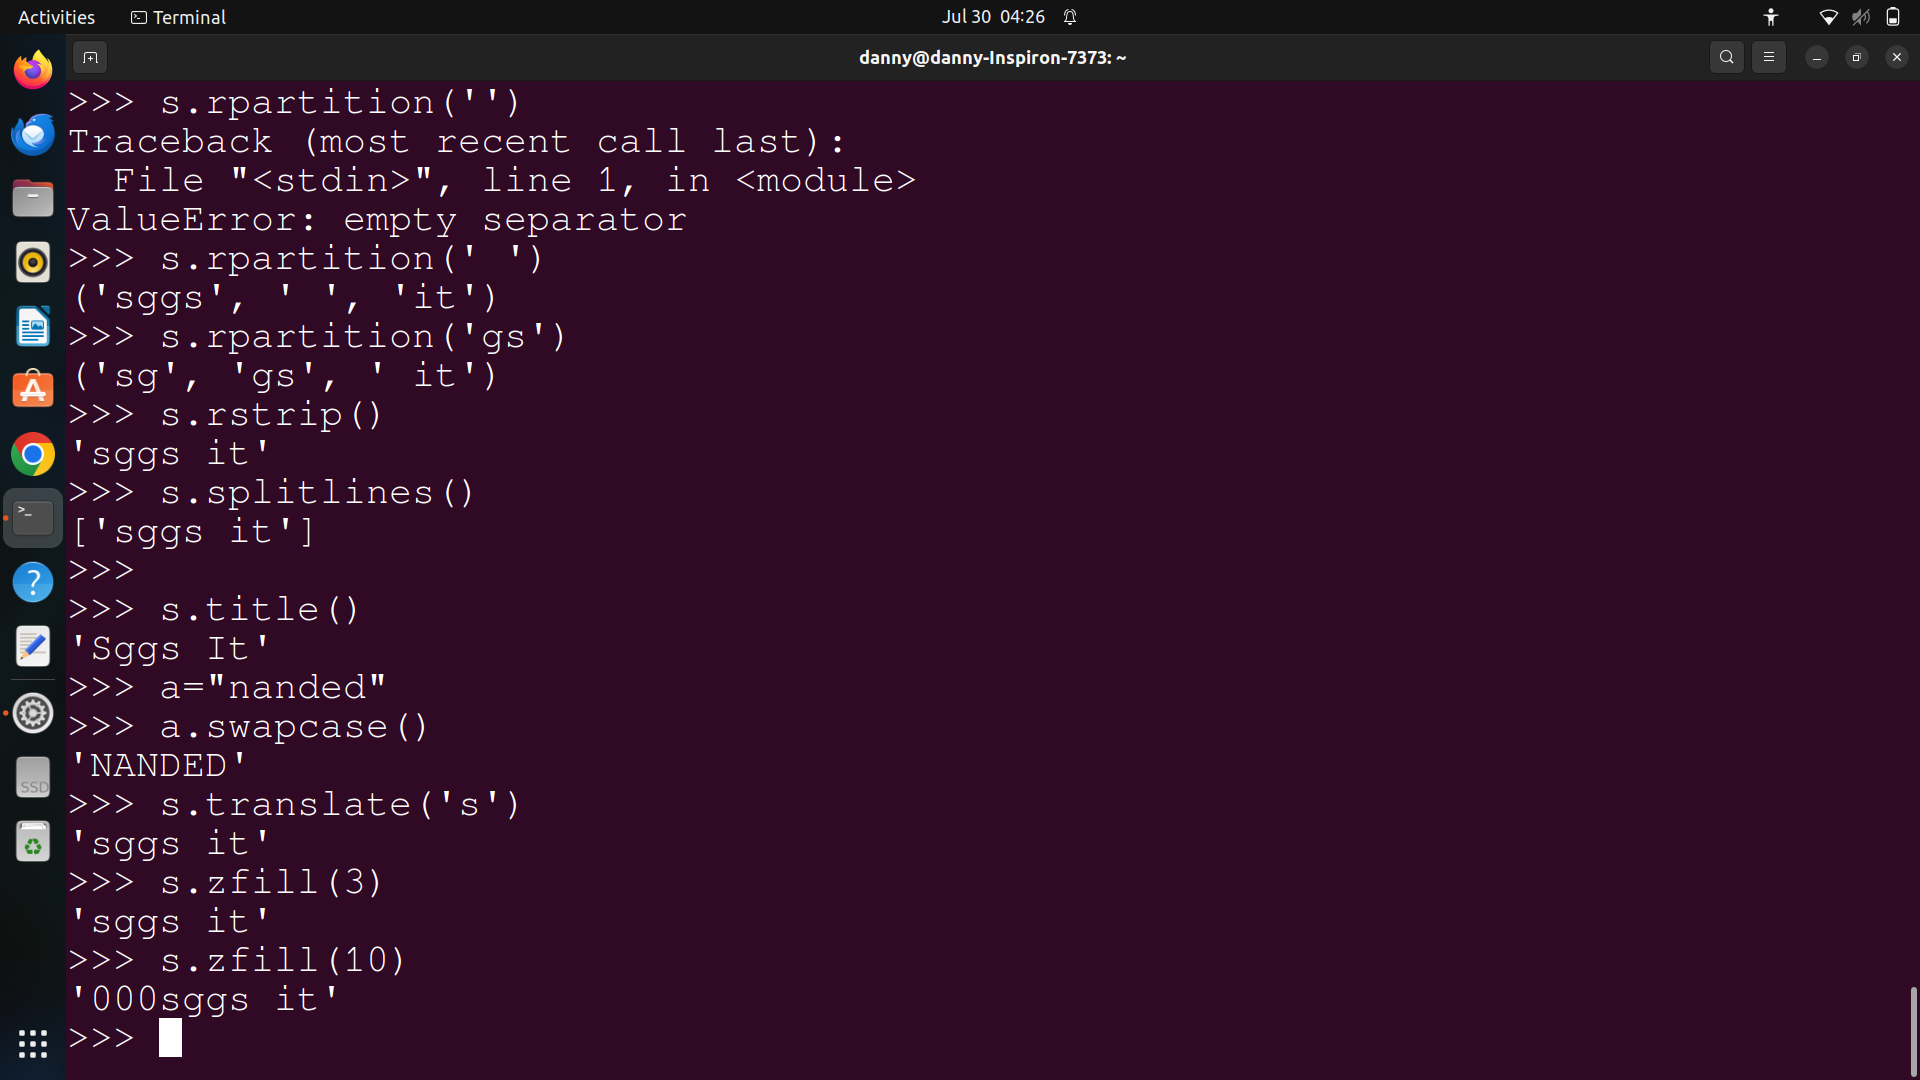 Activities
Terminal
Jul 30 04:26
danny@danny-Inspiron-7373: ~
>>> s.rpartition('')
Traceback (most recent call last):
  File "<stdin>", line 1, in <module>
ValueError: empty separator
>>> s.rpartition(' ')
('sggs', ' ', 'it')
>>> s.rpartition('gs')
('sg', 'gs', ' it')
>>> s.rstrip()
'sggs it'
>>> s.splitlines()
['sggs it']
>>>
>>> s.title()
'Sggs It'
>>> a="nanded"
>>> a.swapcase()
'NANDED'
>>> s.translate('s')
'sggs it'
>>> s.zfill(3)
'sggs it'
>>> s.zfill(10)
'000sggs it'
>>>
SSD